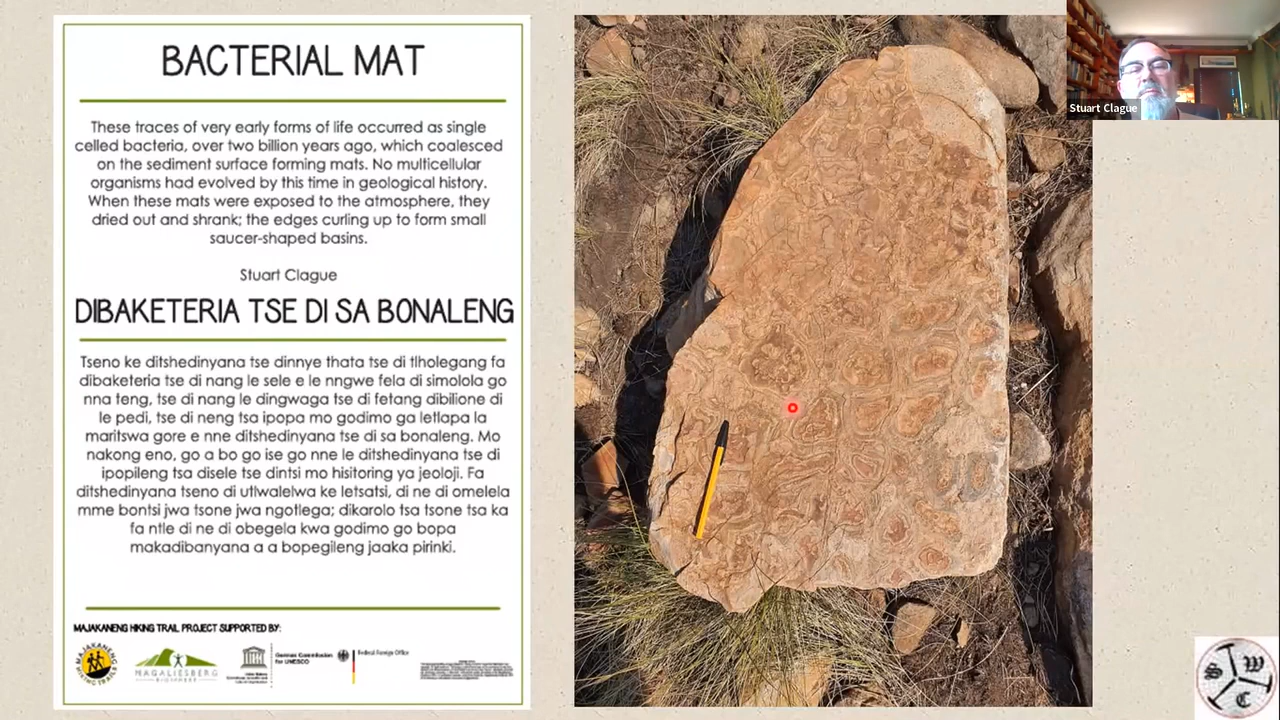 BACTERIAL MAT
These traces of very early forms of life occurred as single
celled bacteria, over two billion years ago, which coalesced
on the sediment surface forming mats. No multicellular
organisms had evolved by this time in geological history.
When these mats were exposed to the atmosphere, they
dried out and shrank; the edges curling up to form small
saucer-shaped basins.
Stuart Clague
DIBAKETERIA TSE DI SA BONALENG
Tseno ke ditshedinyana tse dinnye thata tse di tlholegang fa
dibaketeria tse di nang le sele e le nngwe fela di simolola go
nna teng, tse di nang le dingwaga tse di fetang dibilione di
le pedi, tse di neng tsa ipopa mo godimo ga letlapa la
maritswa gore e nne ditshedinyana tse di sa bonaleng. Mo
nakong eno, go a bo go ise go nne le ditshedinyana tse di
ipopileng tsa disele tse dintsi mo hisitoring ya jeoloji. Fa
ditshedinyana tseno di utlwalelwa ke letsatsi, di ne di omelela
mme bontsi jwa tsone jwa ngotlega; dikarolo tsa tsone tsa ka
fa ntle di ne di obegela kwa godimo go bopa
makadibanyana a a bopegileng jaaka pirinki.
MAJAKANENG HIKING TRAIL PROJECT SUPPORTED BY:
MAJAKANENG
HIKING TRAILS
MAGALIESBERG
BIOSPHERE
German Commission
for UNESCO
Federal Foreign Office
Stuart Clague
S W C